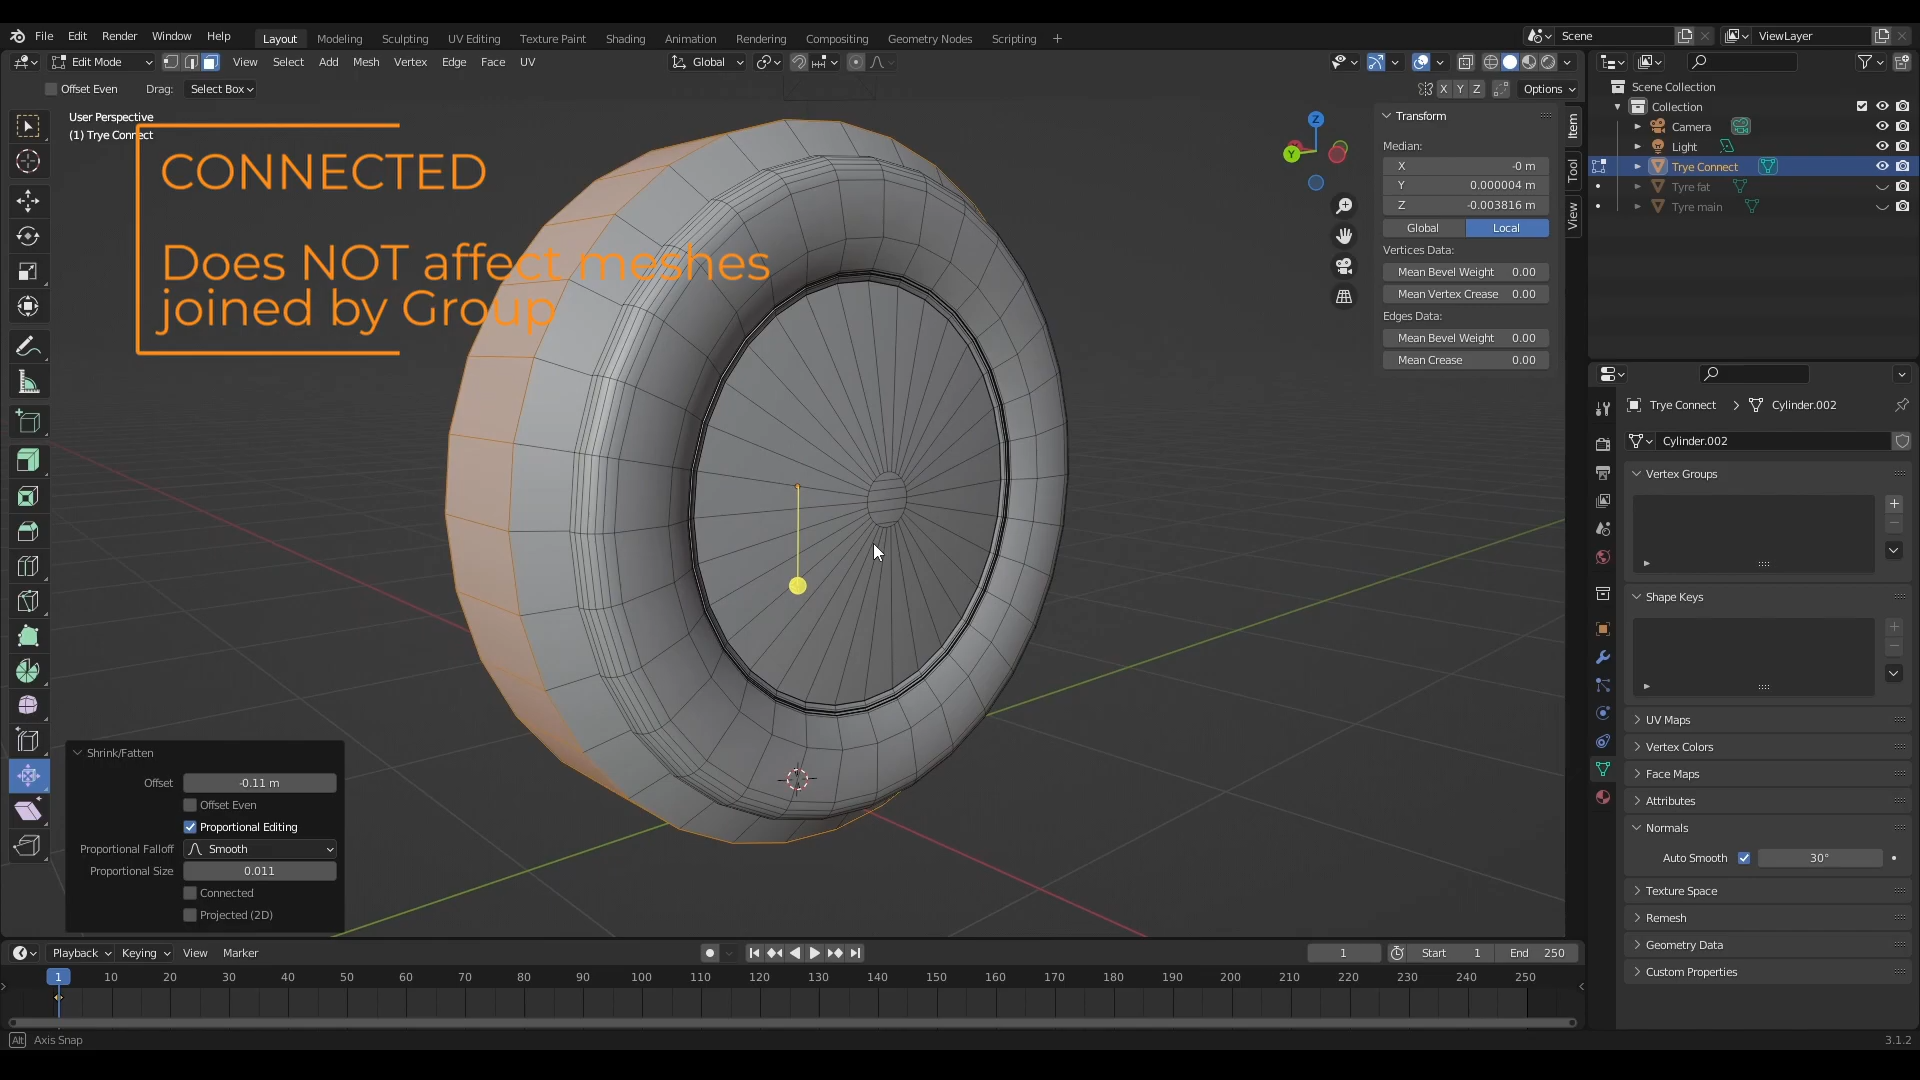 File Edit Render Window Help Layout Modeling Sculpting UV Editing Texture Paint Shading Animation Rendering Compositing Geometry Nodes Scripting + Scene ViewLayer
Edit Mode View Select Add Mesh Vertex Edge Face UV Global
Offset Even Drag: Select Box X Y Z Options
User Perspective
(1) Trye Connect
CONNECTED
Does NOT affect meshes
joined by Group
Z
Y
Transform
Median:
X -0 m
Y 0.000004 m
Z -0.003816 m
Global Local
Vertices Data:
Mean Bevel Weight 0.00
Mean Vertex Crease 0.00
Edges Data:
Mean Bevel Weight 0.00
Mean Crease 0.00
Item
Tool
View
Scene Collection
Collection
Camera
Light
Trye Connect
Tyre fat
Tyre main
Trye Connect > Cylinder.002
Cylinder.002
Vertex Groups
Shape Keys
UV Maps
Vertex Colors
Face Maps
Attributes
Normals
Auto Smooth 30°
Texture Space
Remesh
Geometry Data
Custom Properties
Shrink/Fatten
Offset -0.11 m
Offset Even
Proportional Editing
Proportional Falloff Smooth
Proportional Size 0.011
Connected
Projected (2D)
Playback Keying View Marker 1 Start 1 End 250
1 10 20 30 40 50 60 70 80 90 100 110 120 130 140 150 160 170 180 190 200 210 220 230 240 250
Alt Axis Snap 3.1.2